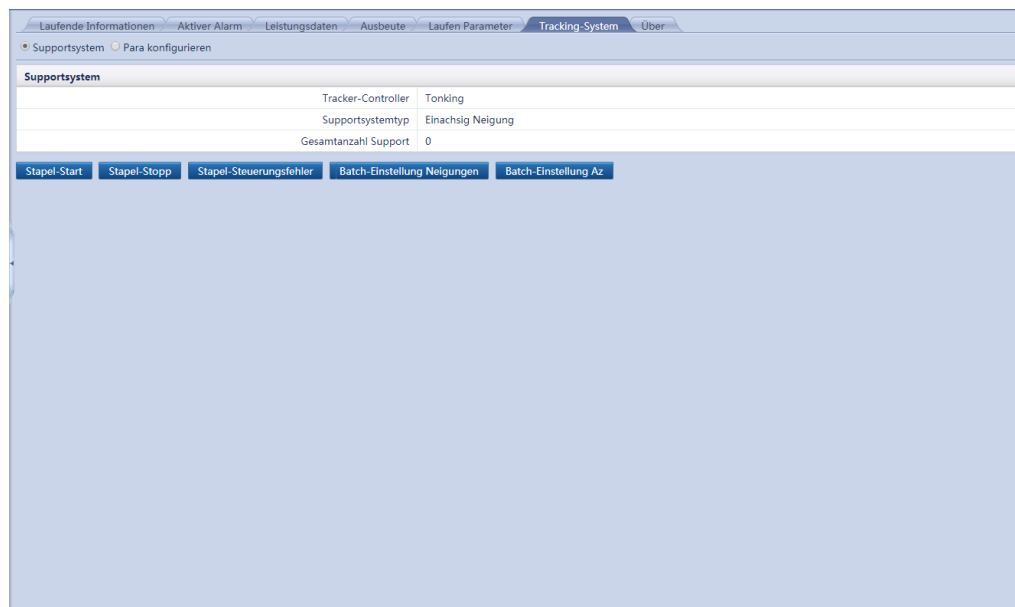 Laufende Informationen Aktiver Alarm Leistungsdaten Ausbeute Laufen Parameter Tracking-System Über
Supportsystem Para konfigurieren
Supportsystem
Tracker-Controller Tonking
Supportsystemtyp Einachsig Neigung
Gesamtanzahl Support 0
Stapel-Start Stapel-Stopp Stapel-Steuerungsfehler Batch-Einstellung Neigungen Batch-Einstellung Az